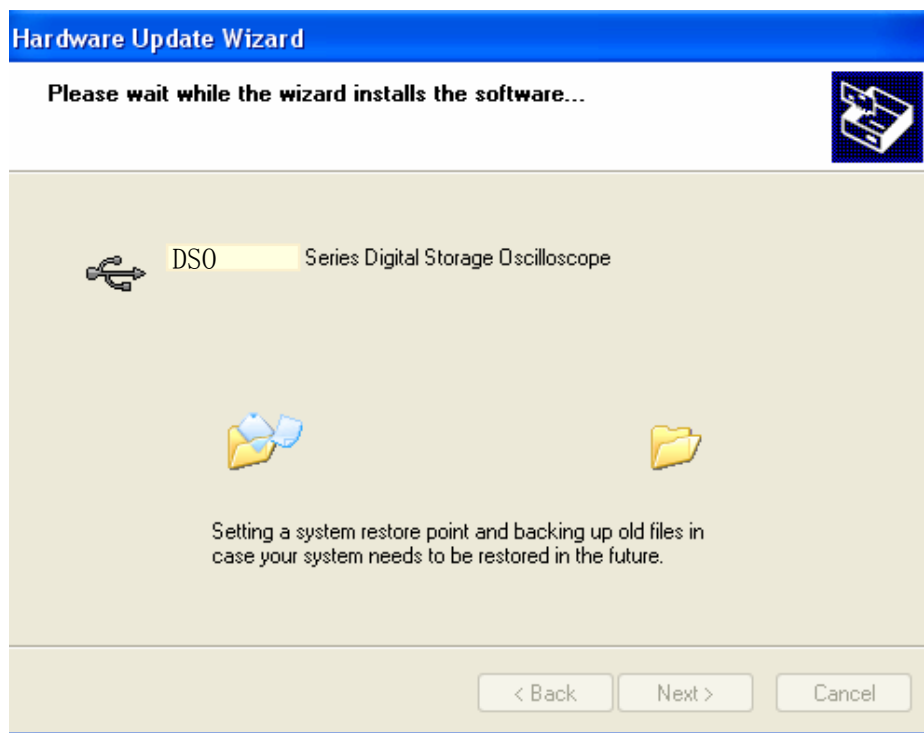 Hardware Update Wizard
Please wait while the wizard installs the software...
DSO Series Digital Storage Oscilloscope
Setting a system restore point and backing up old files in
case your system needs to be restored in the future.
< Back Next > Cancel